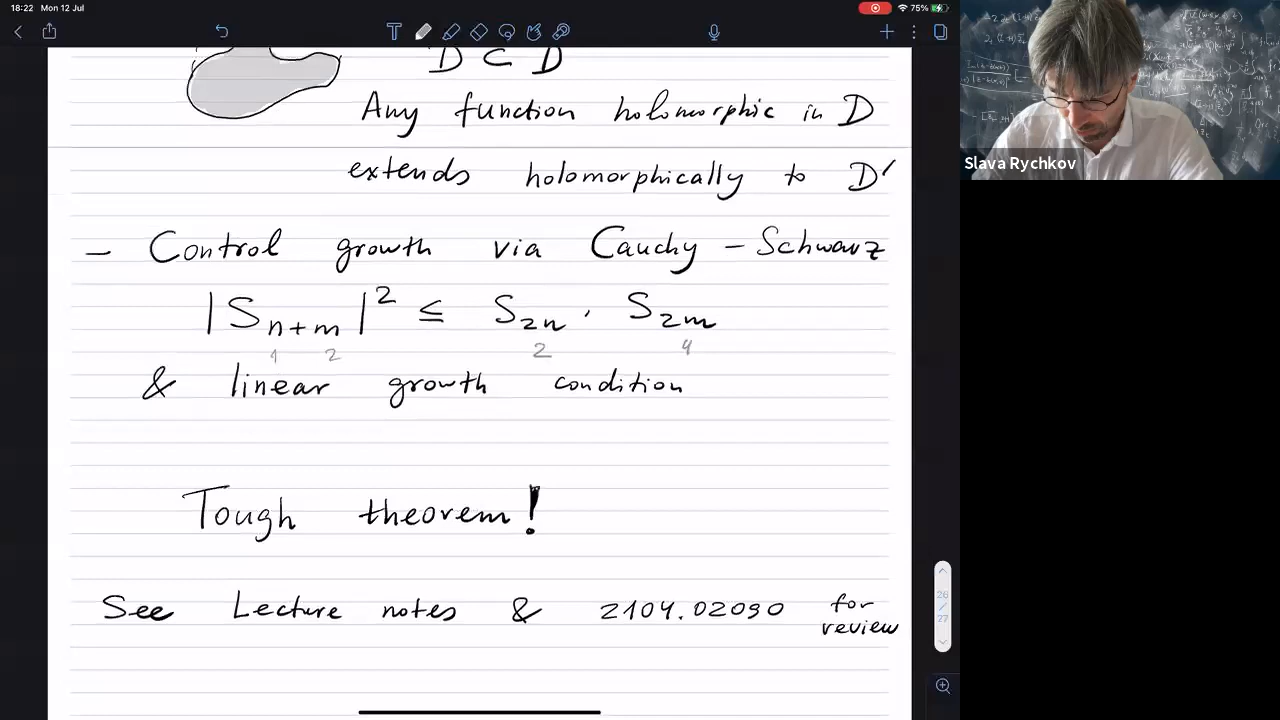 18:22 Mon 12 Jul
75%
D ⊂ D
Any function holomorphic in D
extends holomorphically to D′
Slava Rychkov
– Control growth via Cauchy – Schwarz
|S_{n+m}|² ≤ S_{2n} · S_{2m}
1 2 2 4
& linear growth condition
Tough theorem!
See Lecture notes & 2104.02090 for review
26
27